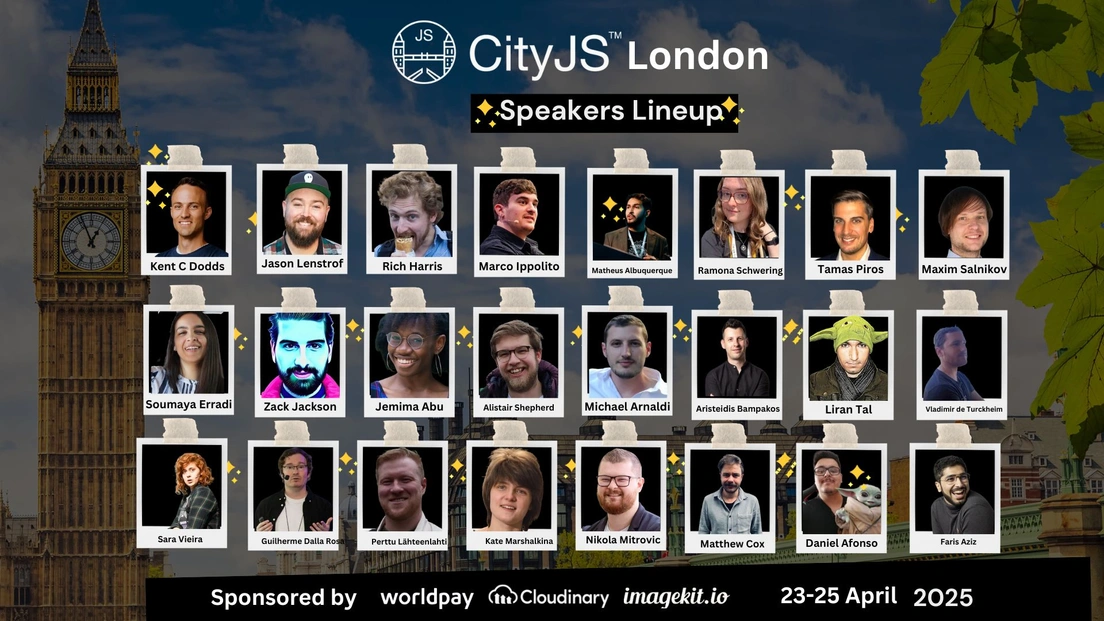 JS
CityJS™ London
Speakers Lineup
Kent C Dodds
Jason Lenstrof
Rich Harris
Marco Ippolito
Matheus Albuquerque
Ramona Schwering
Tamas Piros
Maxim Salnikov
Soumaya Erradi
Zack Jackson
Jemima Abu
Alistair Shepherd
Michael Arnaldi
Aristeidis Bampakos
Liran Tal
Vladimir de Turckheim
Sara Vieira
Guilherme Dalla Rosa
Perttu Lähteenlahti
Kate Marshalkina
Nikola Mitrovic
Matthew Cox
Daniel Afonso
Faris Aziz
Sponsored by worldpay Cloudinary imagekit.io 23-25 April 2025